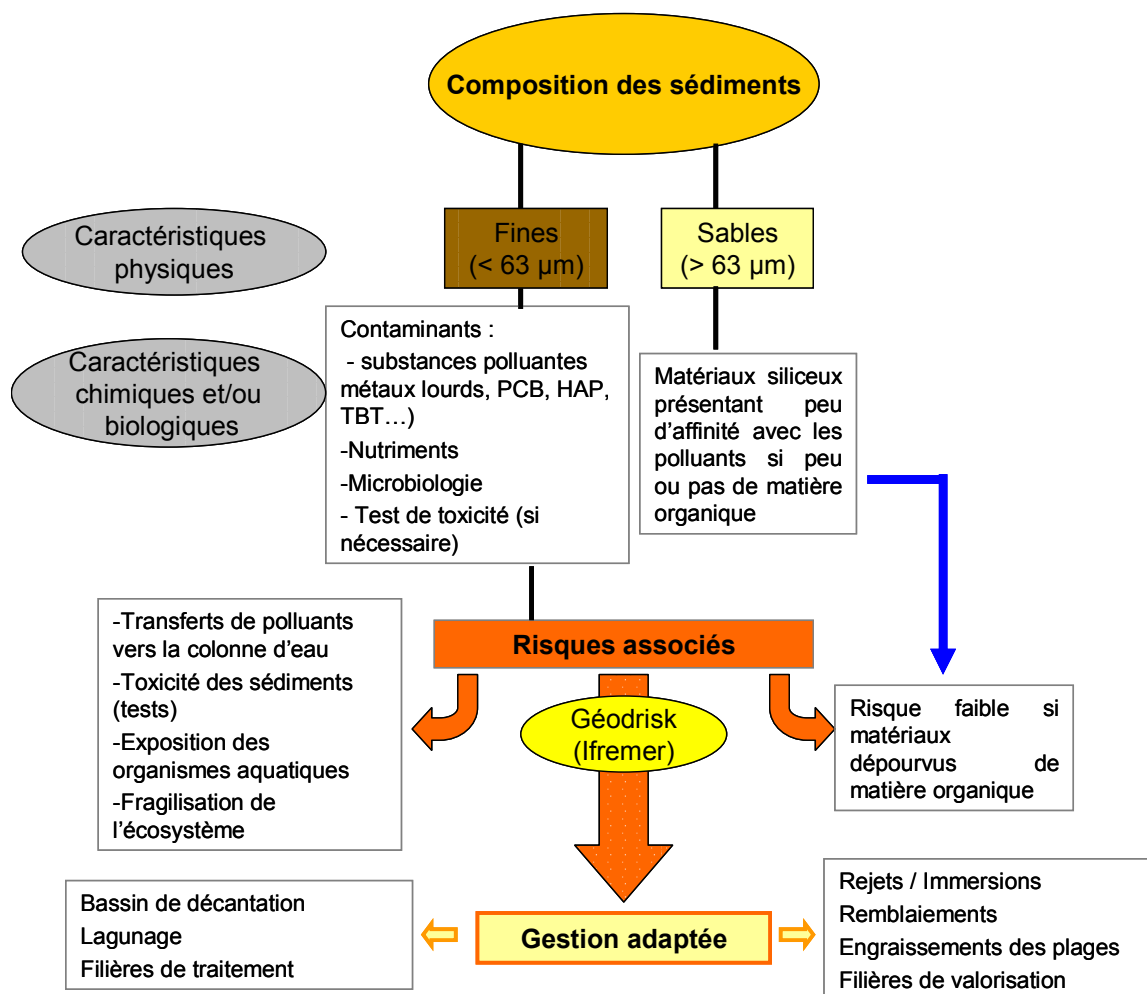 Composition des sédiments
Caractéristiques
physiques
Fines
(< 63 µm)
Sables
(> 63 µm)
Caractéristiques
chimiques et/ou
biologiques
Contaminants :
- substances polluantes
métaux lourds, PCB, HAP,
TBT…)
-Nutriments
-Microbiologie
- Test de toxicité (si
nécessaire)
Matériaux siliceux
présentant peu
d’affinité avec les
polluants si peu
ou pas de matière
organique
-Transferts de polluants
vers la colonne d’eau
-Toxicité des sédiments
(tests)
-Exposition des
organismes aquatiques
-Fragilisation de
l’écosystème
Risques associés
Géodrisk
(Ifremer)
Risque faible si
matériaux
dépourvus de
matière organique
Bassin de décantation
Lagunage
Filières de traitement
Gestion adaptée
Rejets / Immersions
Remblaiements
Engraissements des plages
Filières de valorisation